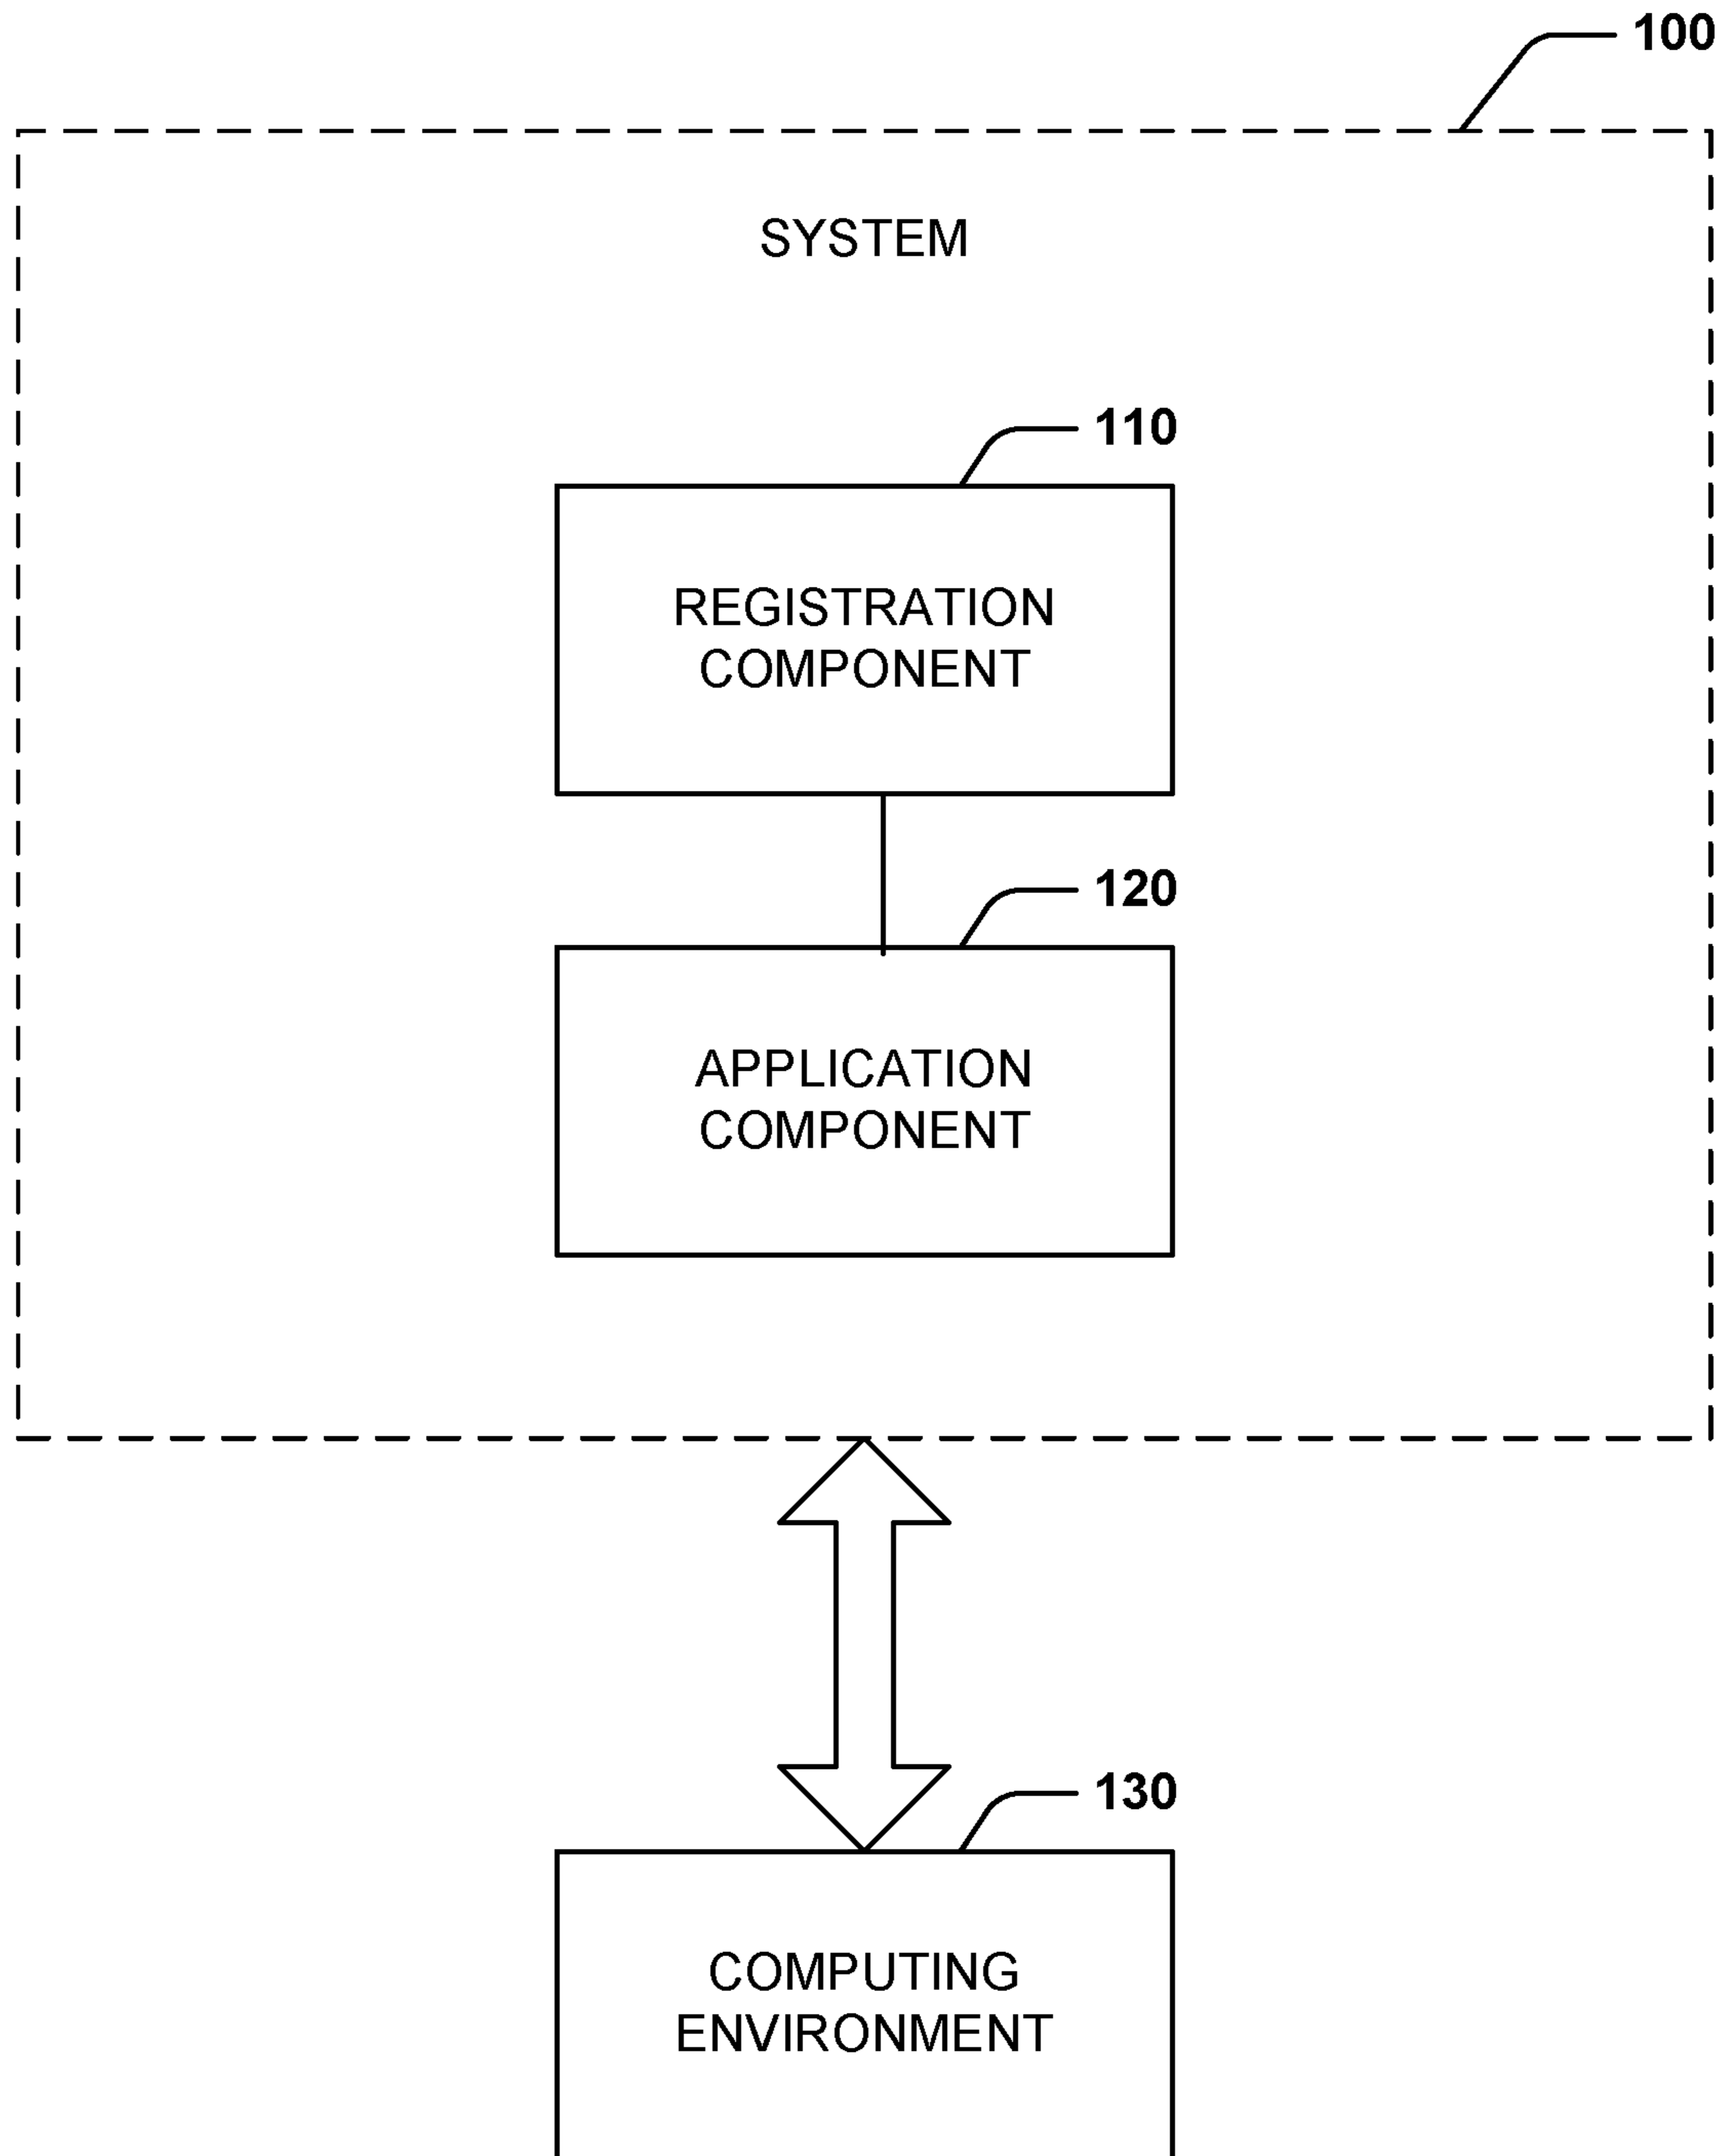 100
SYSTEM
110
REGISTRATION
COMPONENT
120
APPLICATION
COMPONENT
130
COMPUTING
ENVIRONMENT